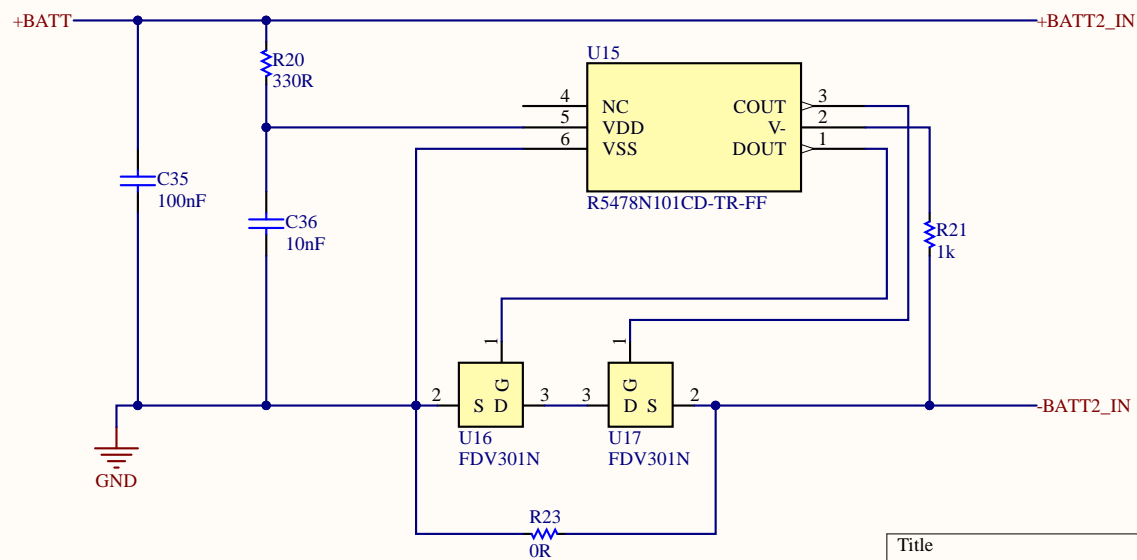 +BATT
+BATT2_IN
R20
330R
U15
4
NC
COUT
3
5
VDD
V-
2
6
VSS
DOUT
1
R5478N101CD-TR-FF
C35
100nF
C36
10nF
R21
1k
1
1
G
G
2
S
D
3
3
D
S
2
-BATT2_IN
U16
FDV301N
U17
FDV301N
GND
R23
0R
Title